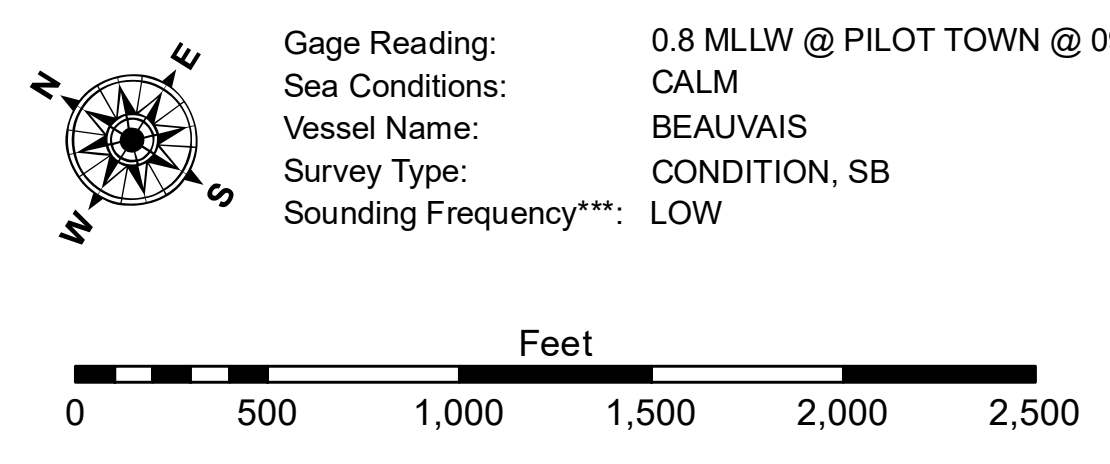 N
E
S
W
Gage Reading: 0.8 MLLW @ PILOT TOWN @ 09
Sea Conditions: CALM
Vessel Name: BEAUVAIS
Survey Type: CONDITION, SB
Sounding Frequency***: LOW
Feet
0 500 1,000 1,500 2,000 2,500